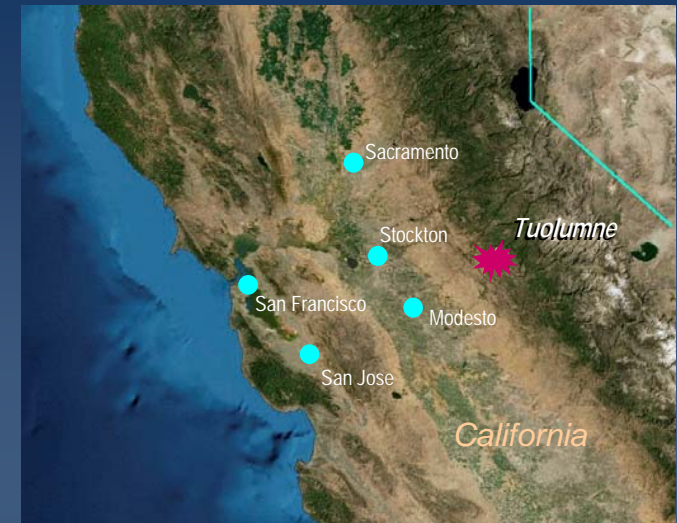 Sacramento
Tuolumne
Stockton
San Francisco
Modesto
San Jose
California